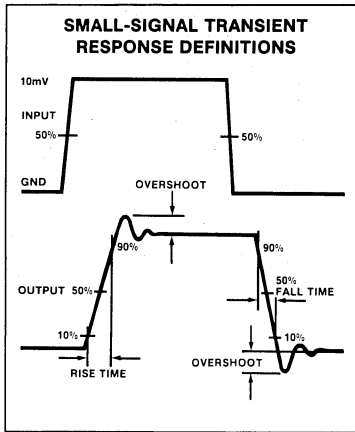 SMALL-SIGNAL TRANSIENT
RESPONSE DEFINITIONS
10mV
INPUT
50%
50%
GND
OVERSHOOT
90%
90%
50%
OUTPUT
50%
FALL TIME
10%
10%
RISE TIME
OVERSHOOT